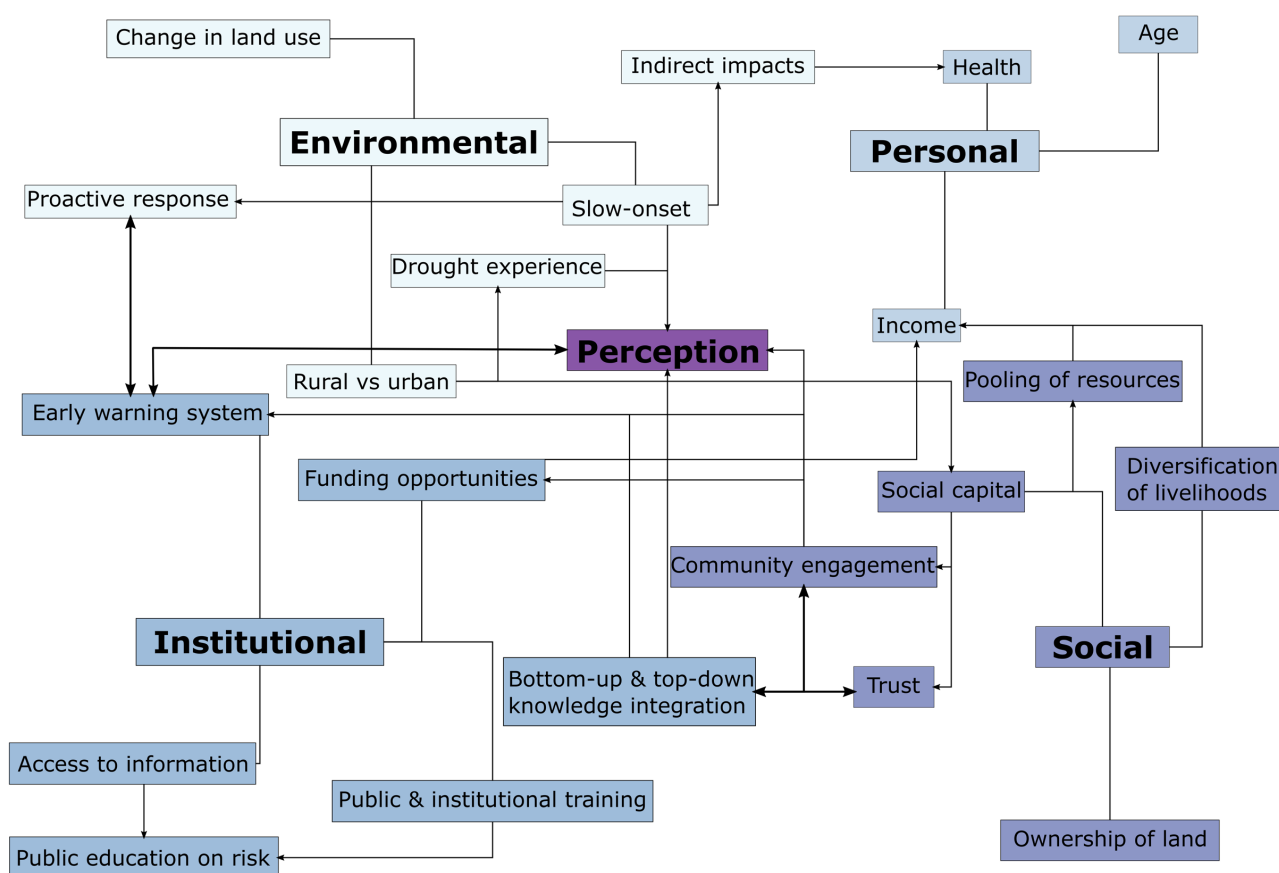 Change in land use
Age
Indirect impacts
Health
Environmental
Personal
Proactive response
Slow-onset
Drought experience
Income
Perception
Rural vs urban
Pooling of resources
Early warning system
Funding opportunities
Social capital
Diversification
of livelihoods
Community engagement
Institutional
Social
Bottom-up & top-down
knowledge integration
Trust
Access to information
Public & institutional training
Ownership of land
Public education on risk